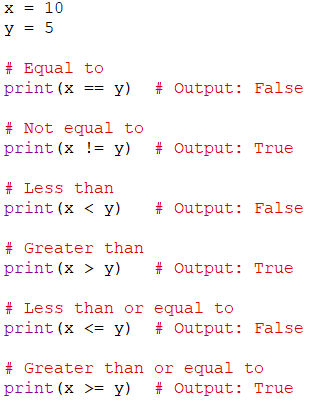 x = 10
y = 5

# Equal to
print(x == y)  # Output: False

# Not equal to
print(x != y)  # Output: True

# Less than
print(x < y)   # Output: False

# Greater than
print(x > y)   # Output: True

# Less than or equal to
print(x <= y)  # Output: False

# Greater than or equal to
print(x >= y)  # Output: True